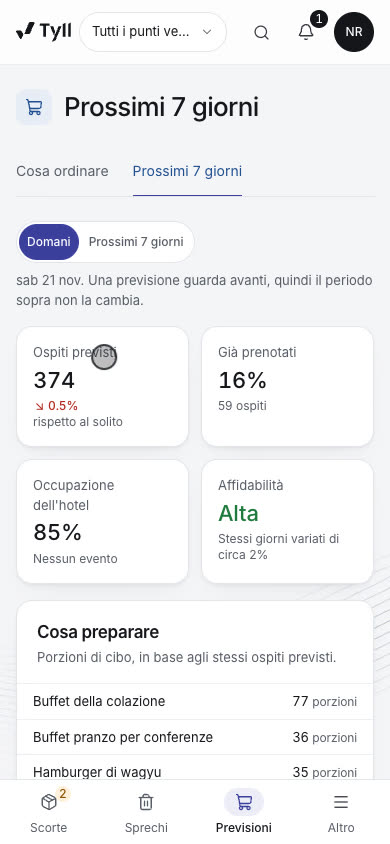 Tyll
Tutti i punti ve...
1
NR
Prossimi 7 giorni
Cosa ordinare
Prossimi 7 giorni
Domani
Prossimi 7 giorni
sab 21 nov. Una previsione guarda avanti, quindi il periodo
sopra non la cambia.
Ospiti previsti
374
↘ 0.5%
rispetto al solito
Già prenotati
16%
59 ospiti
Occupazione
dell'hotel
85%
Nessun evento
Affidabilità
Alta
Stessi giorni variati di
circa 2%
Cosa preparare
Porzioni di cibo, in base agli stessi ospiti previsti.
Buffet della colazione 77 porzioni
Buffet pranzo per conferenze 36 porzioni
Hamburger di wagyu 35 porzioni
2
Scorte
Sprechi
Previsioni
Altro